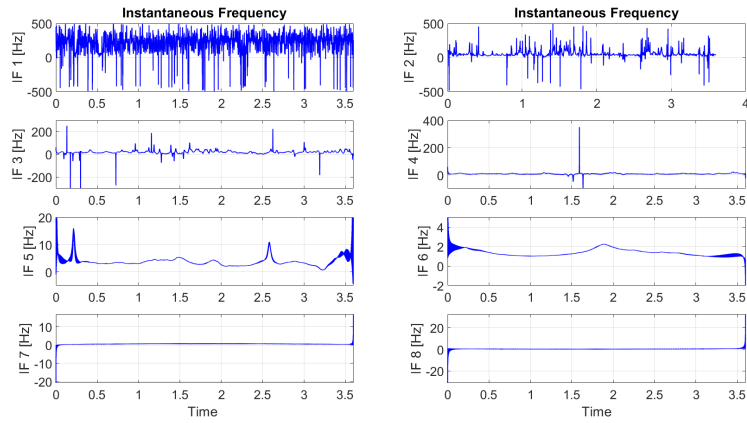 Instantaneous Frequency
IF 1 [Hz]
500
0
-500
0 0.5 1 1.5 2 2.5 3 3.5
Instantaneous Frequency
IF 2 [Hz]
500
0
-500
0 1 2 3 4
IF 3 [Hz]
200
0
-200
0 0.5 1 1.5 2 2.5 3 3.5
IF 4 [Hz]
400
200
0
0 0.5 1 1.5 2 2.5 3 3.5
IF 5 [Hz]
20
10
0
0 0.5 1 1.5 2 2.5 3 3.5
IF 6 [Hz]
4
2
0
-2
0 0.5 1 1.5 2 2.5 3 3.5
IF 7 [Hz]
10
0
-10
-20
0 0.5 1 1.5 2 2.5 3 3.5
Time
IF 8 [Hz]
20
0
-20
0 0.5 1 1.5 2 2.5 3 3.5
Time